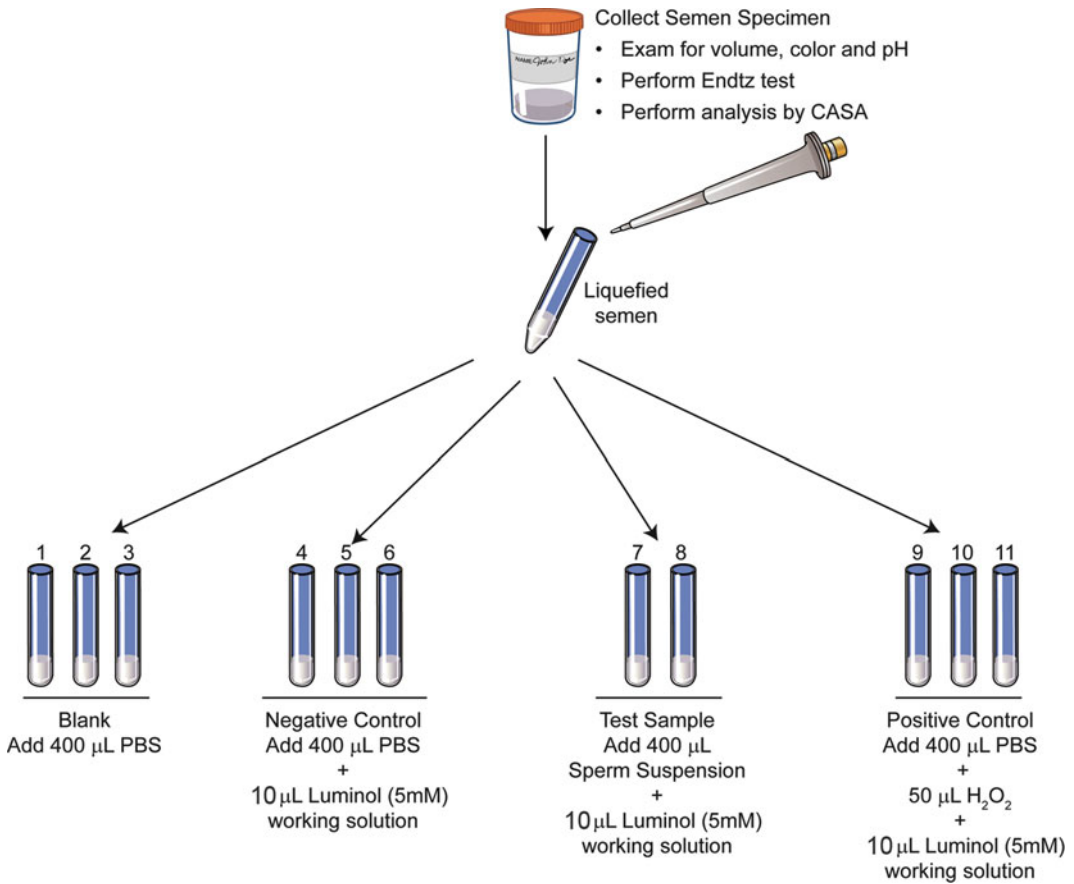 Collect Semen Specimen
• Exam for volume, color and pH
• Perform Endtz test
• Perform analysis by CASA
Liquefied
semen
1 2 3
4 5 6
7 8
9 10 11
Blank
Add 400 μL PBS
Negative Control
Add 400 μL PBS
+
10 μL Luminol (5mM)
working solution
Test Sample
Add 400 μL
Sperm Suspension
+
10 μL Luminol (5mM)
working solution
Positive Control
Add 400 μL PBS
+
50 μL H₂O₂
+
10 μL Luminol (5mM)
working solution